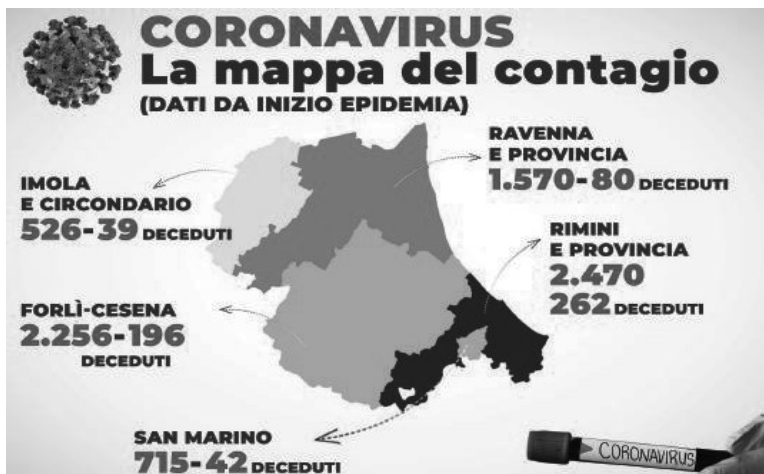 CORONAVIRUS
La mappa del contagio
(DATI DA INIZIO EPIDEMIA)
RAVENNA
E PROVINCIA
1.570-80 DECEDUTI
IMOLA
E CIRCONDARIO
526-39 DECEDUTI
RIMINI
E PROVINCIA
2.470
262 DECEDUTI
FORLÌ-CESENA
2.256-196
DECEDUTI
SAN MARINO
715-42 DECEDUTI
CORONAVIRUS